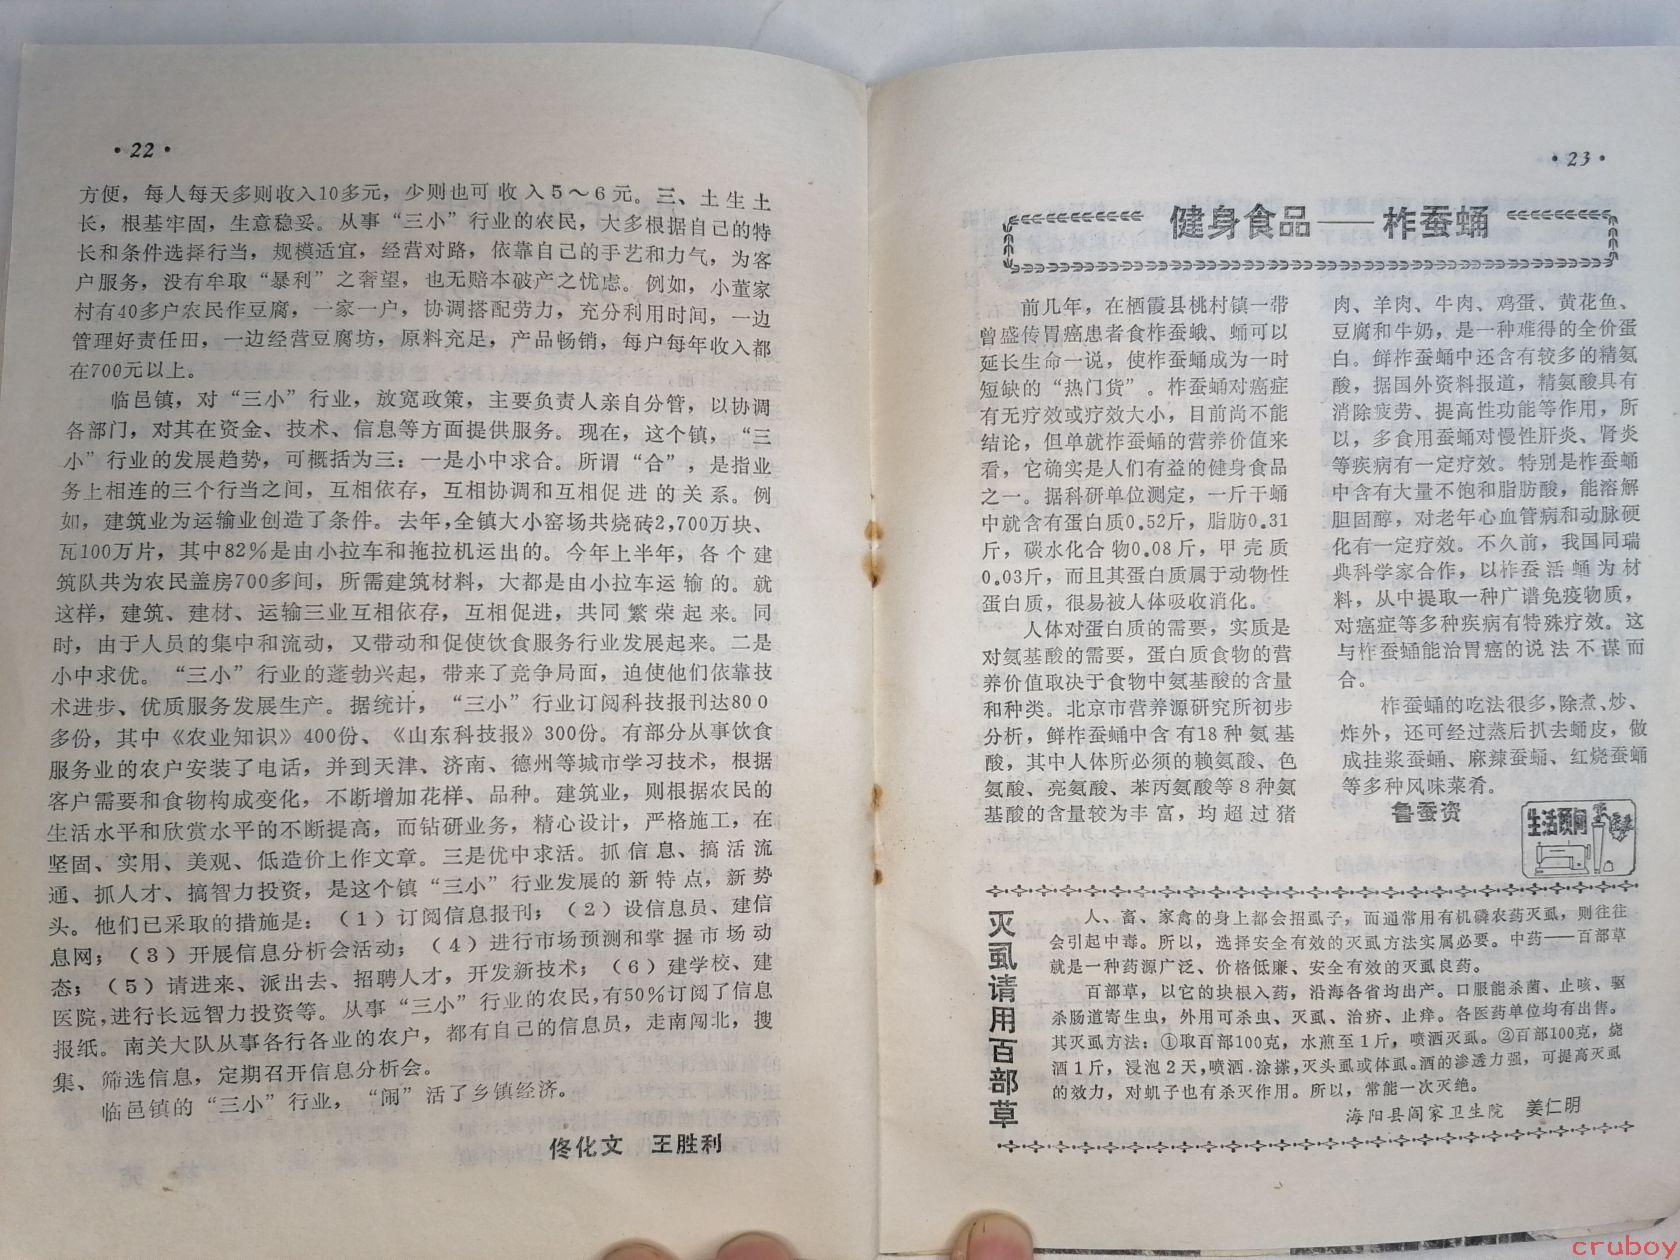 ·22·
方便，每人每天多则收入10多元，少则也可收入5～6元。三、土生土
长，根基牢固，生意稳妥。从事“三小”行业的农民，大多根据自己的特
长和条件选择行当，规模适宜，经营对路，依靠自己的手艺和力气，为客
户服务，没有牟取“暴利”之奢望，也无赔本破产之忧虑。例如，小董家
村有40多户农民作豆腐，一家一户，协调搭配劳力，充分利用时间，一边
管理好责任田，一边经营豆腐坊，原料充足，产品畅销，每户每年收入都
在700元以上。
临邑镇，对“三小”行业，放宽政策，主要负责人亲自分管，以协调
各部门，对其在资金、技术、信息等方面提供服务。现在，这个镇，“三
小”行业的发展趋势，可概括为三：一是小中求合。所谓“合”，是指业
务上相连的三个行当之间，互相依存，互相协调和互相促进的关系。例
如，建筑业为运输业创造了条件。去年，全镇大小窑场共烧砖2,700万块、
瓦100万片，其中82％是由小拉车和拖拉机运出的。今年上半年，各个建
筑队共为农民盖房700多间，所需建筑材料，大都是由小拉车运输的。就
这样，建筑、建材、运输三业互相依存，互相促进，共同繁荣起来。同
时，由于人员的集中和流动，又带动和促使饮食服务行业发展起来。二是
小中求优。“三小”行业的蓬勃兴起，带来了竞争局面，迫使他们依靠技
术进步、优质服务发展生产。据统计，“三小”行业订阅科技报刊达800
多份，其中《农业知识》400份、《山东科技报》300份。有部分从事饮食
服务业的农户安装了电话，并到天津、济南、德州等城市学习技术，根据
客户需要和食物构成变化，不断增加花样、品种。建筑业，则根据农民的
生活水平和欣赏水平的不断提高，而钻研业务，精心设计，严格施工，在
坚固、实用、美观、低造价上作文章。三是优中求活。抓信息、搞活流
通、抓人才、搞智力投资，是这个镇“三小”行业发展的新特点，新势
头。他们已采取的措施是：（1）订阅信息报刊；（2）设信息员、建信
息网；（3）开展信息分析会活动；（4）进行市场预测和掌握市场动
态；（5）请进来、派出去、招聘人才，开发新技术；（6）建学校、建
医院，进行长远智力投资等。从事“三小”行业的农民，有50％订阅了信息
报纸。南关大队从事各行各业的农户，都有自己的信息员，走南闯北，搜
集、筛选信息，定期召开信息分析会。
临邑镇的“三小”行业，“闹”活了乡镇经济。
佟化文　王胜利
·23·
健身食品——柞蚕蛹
前几年，在栖霞县桃村镇一带
曾盛传胃癌患者食柞蚕蛾、蛹可以
延长生命一说，使柞蚕蛹成为一时
短缺的“热门货”。柞蚕蛹对癌症
有无疗效或疗效大小，目前尚不能
结论，但单就柞蚕蛹的营养价值来
看，它确实是人们有益的健身食品
之一。据科研单位测定，一斤干蛹
中就含有蛋白质0.52斤，脂肪0.31
斤，碳水化合物0.08斤，甲壳质
0.03斤，而且其蛋白质属于动物性
蛋白质，很易被人体吸收消化。
人体对蛋白质的需要，实质是
对氨基酸的需要，蛋白质食物的营
养价值取决于食物中氨基酸的含量
和种类。北京市营养源研究所初步
分析，鲜柞蚕蛹中含有18种氨基
酸，其中人体所必须的赖氨酸、色
氨酸、亮氨酸、苯丙氨酸等8种氨
基酸的含量较为丰富，均超过猪
肉、羊肉、牛肉、鸡蛋、黄花鱼、
豆腐和牛奶，是一种难得的全价蛋
白。鲜柞蚕蛹中还含有较多的精氨
酸，据国外资料报道，精氨酸具有
消除疲劳、提高性功能等作用，所
以，多食用蚕蛹对慢性肝炎、肾炎
等疾病有一定疗效。特别是柞蚕蛹
中含有大量不饱和脂肪酸，能溶解
胆固醇，对老年心血管病和动脉硬
化有一定疗效。不久前，我国同瑞
典科学家合作，以柞蚕活蛹为材
料，从中提取一种广谱免疫物质，
对癌症等多种疾病有特殊疗效。这
与柞蚕蛹能治胃癌的说法不谋而
合。
柞蚕蛹的吃法很多，除煮、炒、
炸外，还可经过蒸后扒去蛹皮，做
成挂浆蚕蛹、麻辣蚕蛹、红烧蚕蛹
等多种风味菜肴。
鲁蚕资
生活顾问
灭虱请用百部草
人、畜、家禽的身上都会招虱子，而通常用有机磷农药灭虱，则往往
会引起中毒。所以，选择安全有效的灭虱方法实属必要。中药——百部草
就是一种药源广泛、价格低廉、安全有效的灭虱良药。
百部草，以它的块根入药，沿海各省均出产。口服能杀菌、止咳、驱
杀肠道寄生虫，外用可杀虫、灭虱、治疥、止痒。各医药单位均有出售。
其灭虱方法：①取百部100克，水煎至1斤，喷洒灭虱。②百部100克，烧
酒1斤，浸泡2天，喷洒、涂搽，灭头虱或体虱。酒的渗透力强，可提高灭虱
的效力，对虮子也有杀灭作用。所以，常能一次灭绝。
海阳县阎家卫生院　姜仁明
cruboy